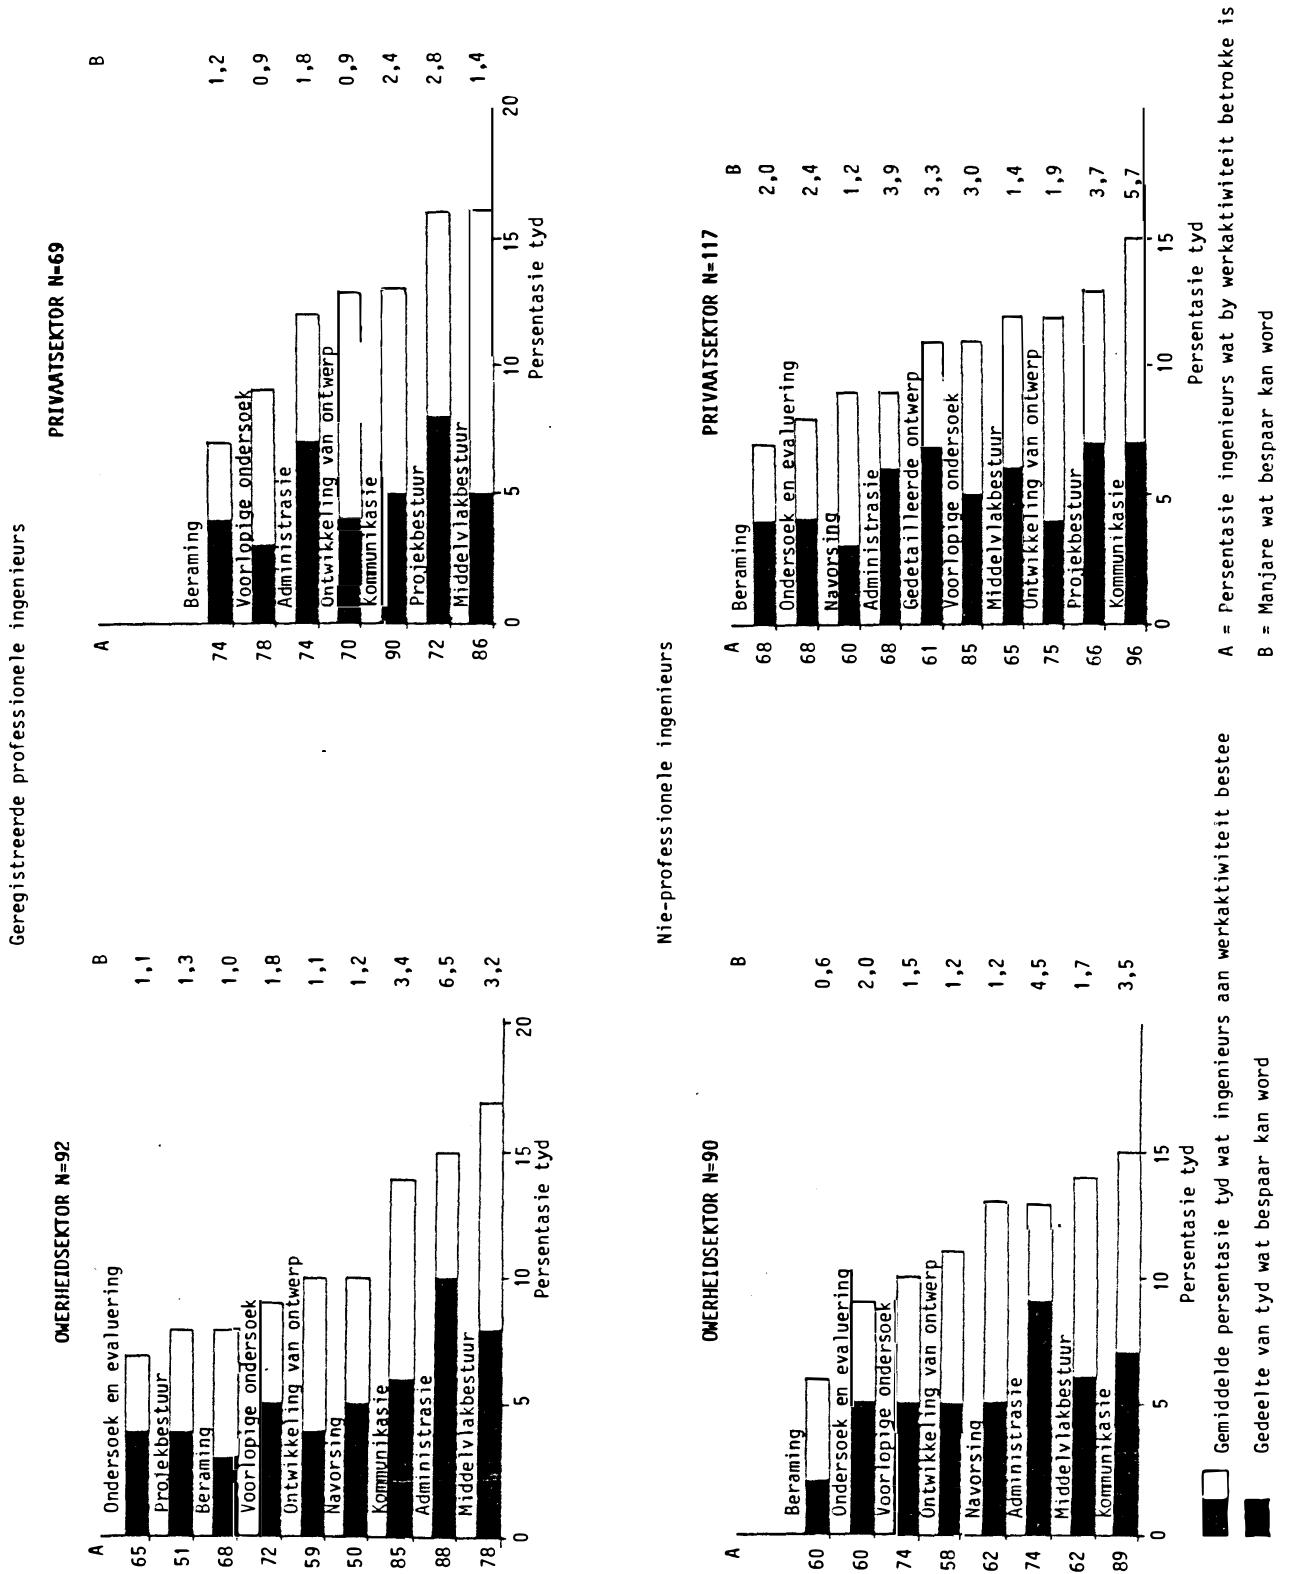 Geregistreerde professionele ingenieurs
OWERHEIDSEKTOR N=92
A
B
Ondersoek en evaluering
65
1,1
Projekbestuur
51
1,3
Beraming
68
1,0
Voorlopige ondersoek
72
1,8
Ontwikkeling van ontwerp
59
1,1
Navorsing
50
1,2
Kommunikasie
85
3,4
Administrasie
88
6,5
Middelvlakbestuur
78
3,2
0 5 10 15 20
Persentasie tyd
PRIVAATSEKTOR N=69
A
B
Beraming
74
1,2
Voorlopige ondersoek
78
0,9
Administrasie
74
1,8
Ontwikkeling van ontwerp
70
0,9
Kommunikasie
90
2,4
Projekbestuur
72
2,8
Middelvlakbestuur
86
1,4
0 5 10 15 20
Persentasie tyd
Nie-professionele ingenieurs
OWERHEIDSEKTOR N=90
A
B
Beraming
60
0,6
Ondersoek en evaluering
60
2,0
Voorlopige ondersoek
74
1,5
Ontwikkeling van ontwerp
58
1,2
Navorsing
62
1,2
Administrasie
74
4,5
Middelvlakbestuur
62
1,7
Kommunikasie
89
3,5
0 5 10 15
Persentasie tyd
PRIVAATSEKTOR N=117
A
B
Beraming
68
2,0
Ondersoek en evaluering
68
2,4
Navorsing
60
1,2
Administrasie
68
3,9
Gedetailleerde ontwerp
61
3,3
Voorlopige ondersoek
85
3,0
Middelvlakbestuur
65
1,4
Ontwikkeling van ontwerp
75
1,9
Projekbestuur
66
3,7
Kommunikasie
96
5,7
0 5 10 15
Persentasie tyd
Gemiddelde persentasie tyd wat ingenieurs aan werkaktiwiteit bestee
Gedeelte van tyd wat bespaar kan word
A = Persentasie ingenieurs wat by werkaktiwiteit betrokke is
B = Manjare wat bespaar kan word